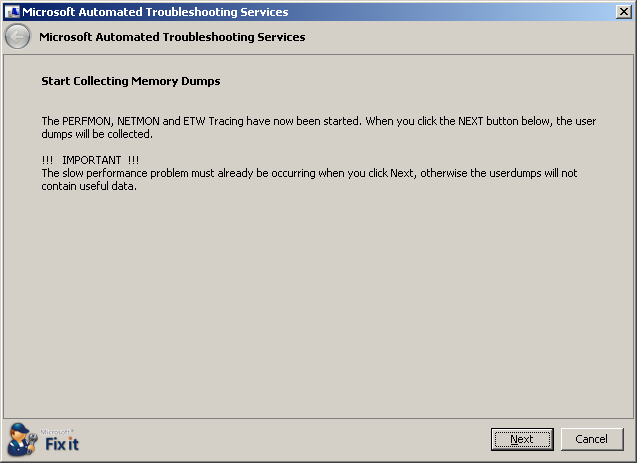 Microsoft Automated Troubleshooting Services
Microsoft Automated Troubleshooting Services
Start Collecting Memory Dumps
The PERFMON, NETMON and ETW Tracing have now been started. When you click the NEXT button below, the user
dumps will be collected.
!!! IMPORTANT !!!
The slow performance problem must already be occurring when you click Next, otherwise the userdumps will not
contain useful data.
Microsoft®
Fix it
Next
Cancel